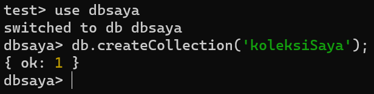 test> use dbsaya
switched to db dbsaya
dbsaya> db.createCollection('koleksiSaya');
{ ok: 1 }
dbsaya>